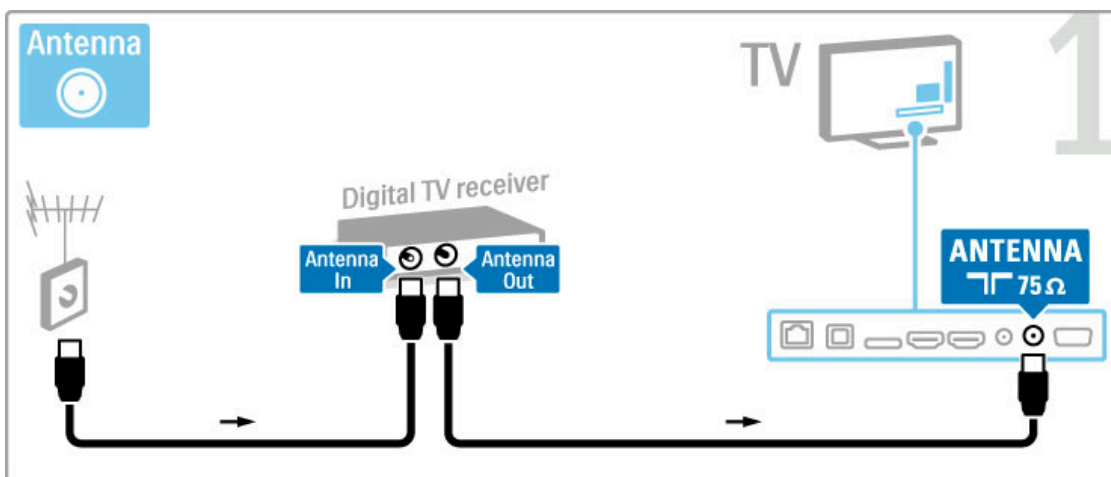 Antenna
TV
1
Digital TV receiver
Antenna
In
Antenna
Out
ANTENNA
75 Ω